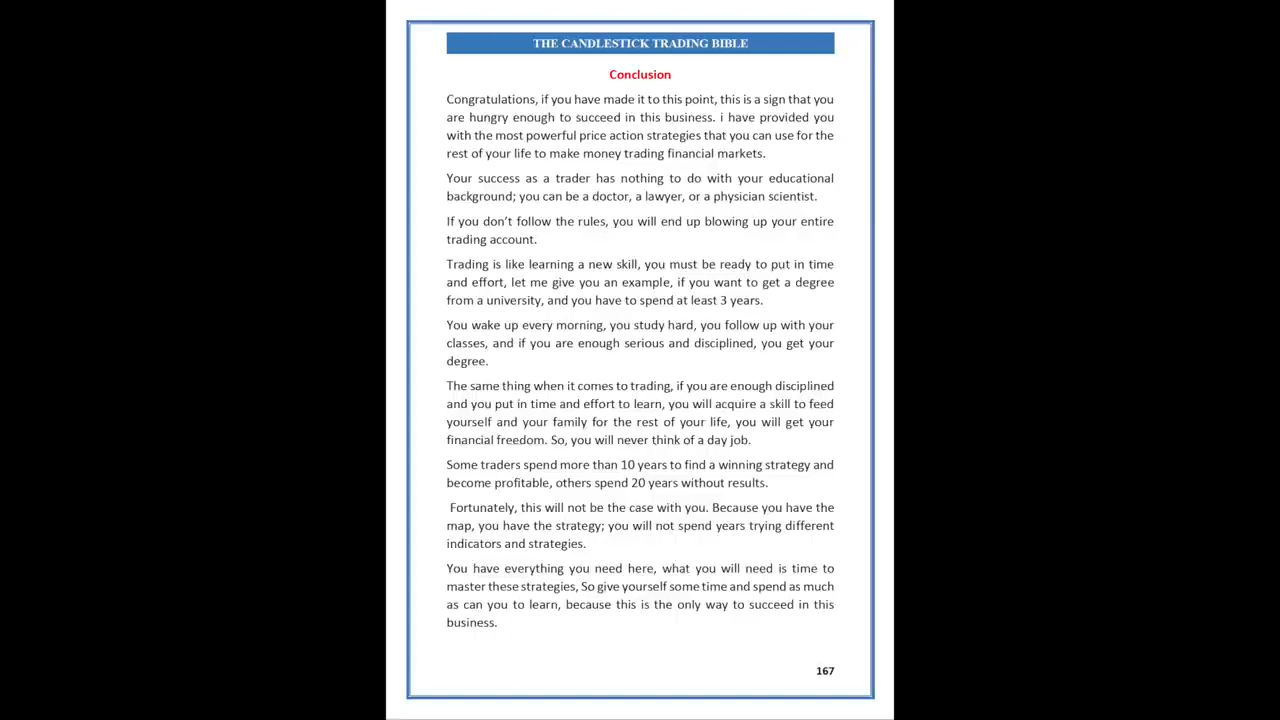 THE CANDLESTICK TRADING BIBLE
Conclusion
Congratulations, if you have made it to this point, this is a sign that you
are hungry enough to succeed in this business. i have provided you
with the most powerful price action strategies that you can use for the
rest of your life to make money trading financial markets.
Your success as a trader has nothing to do with your educational
background; you can be a doctor, a lawyer, or a physician scientist.
If you don’t follow the rules, you will end up blowing up your entire
trading account.
Trading is like learning a new skill, you must be ready to put in time
and effort, let me give you an example, if you want to get a degree
from a university, and you have to spend at least 3 years.
You wake up every morning, you study hard, you follow up with your
classes, and if you are enough serious and disciplined, you get your
degree.
The same thing when it comes to trading, if you are enough disciplined
and you put in time and effort to learn, you will acquire a skill to feed
yourself and your family for the rest of your life, you will get your
financial freedom. So, you will never think of a day job.
Some traders spend more than 10 years to find a winning strategy and
become profitable, others spend 20 years without results.
Fortunately, this will not be the case with you. Because you have the
map, you have the strategy; you will not spend years trying different
indicators and strategies.
You have everything you need here, what you will need is time to
master these strategies, So give yourself some time and spend as much
as can you to learn, because this is the only way to succeed in this
business.
167